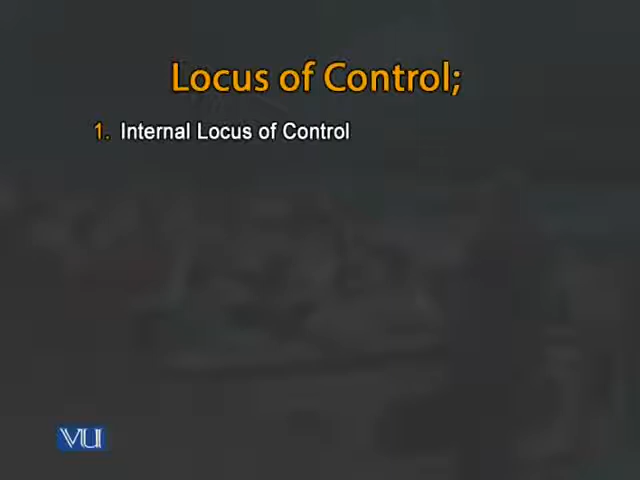 Locus of Control;
1. Internal Locus of Control
VU